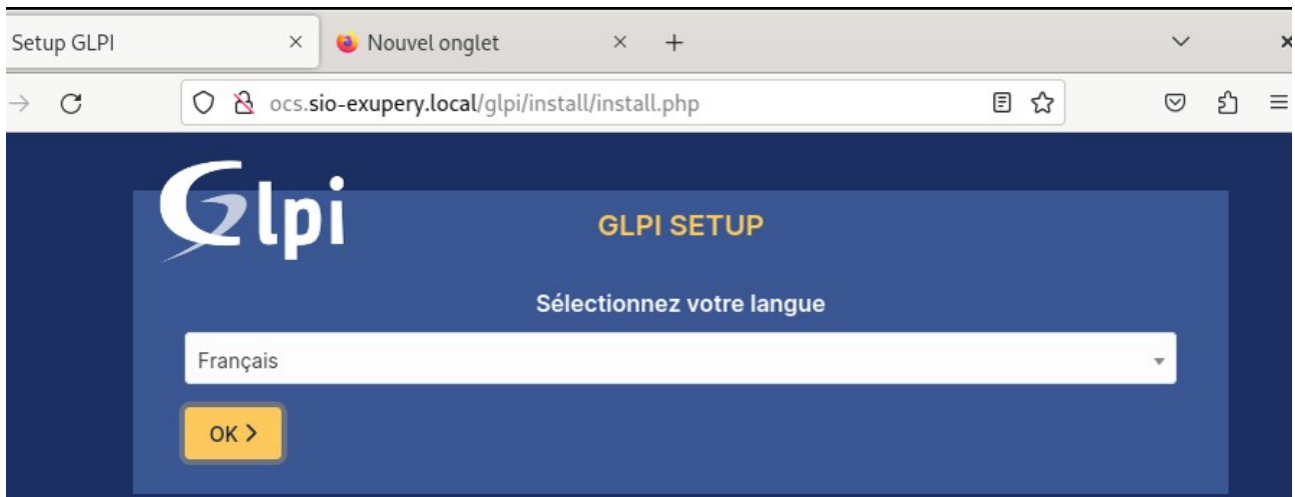 Setup GLPI
Nouvel onglet
ocs.sio-exupery.local/glpi/install/install.php
Glpi
GLPI SETUP
Sélectionnez votre langue
Français
OK